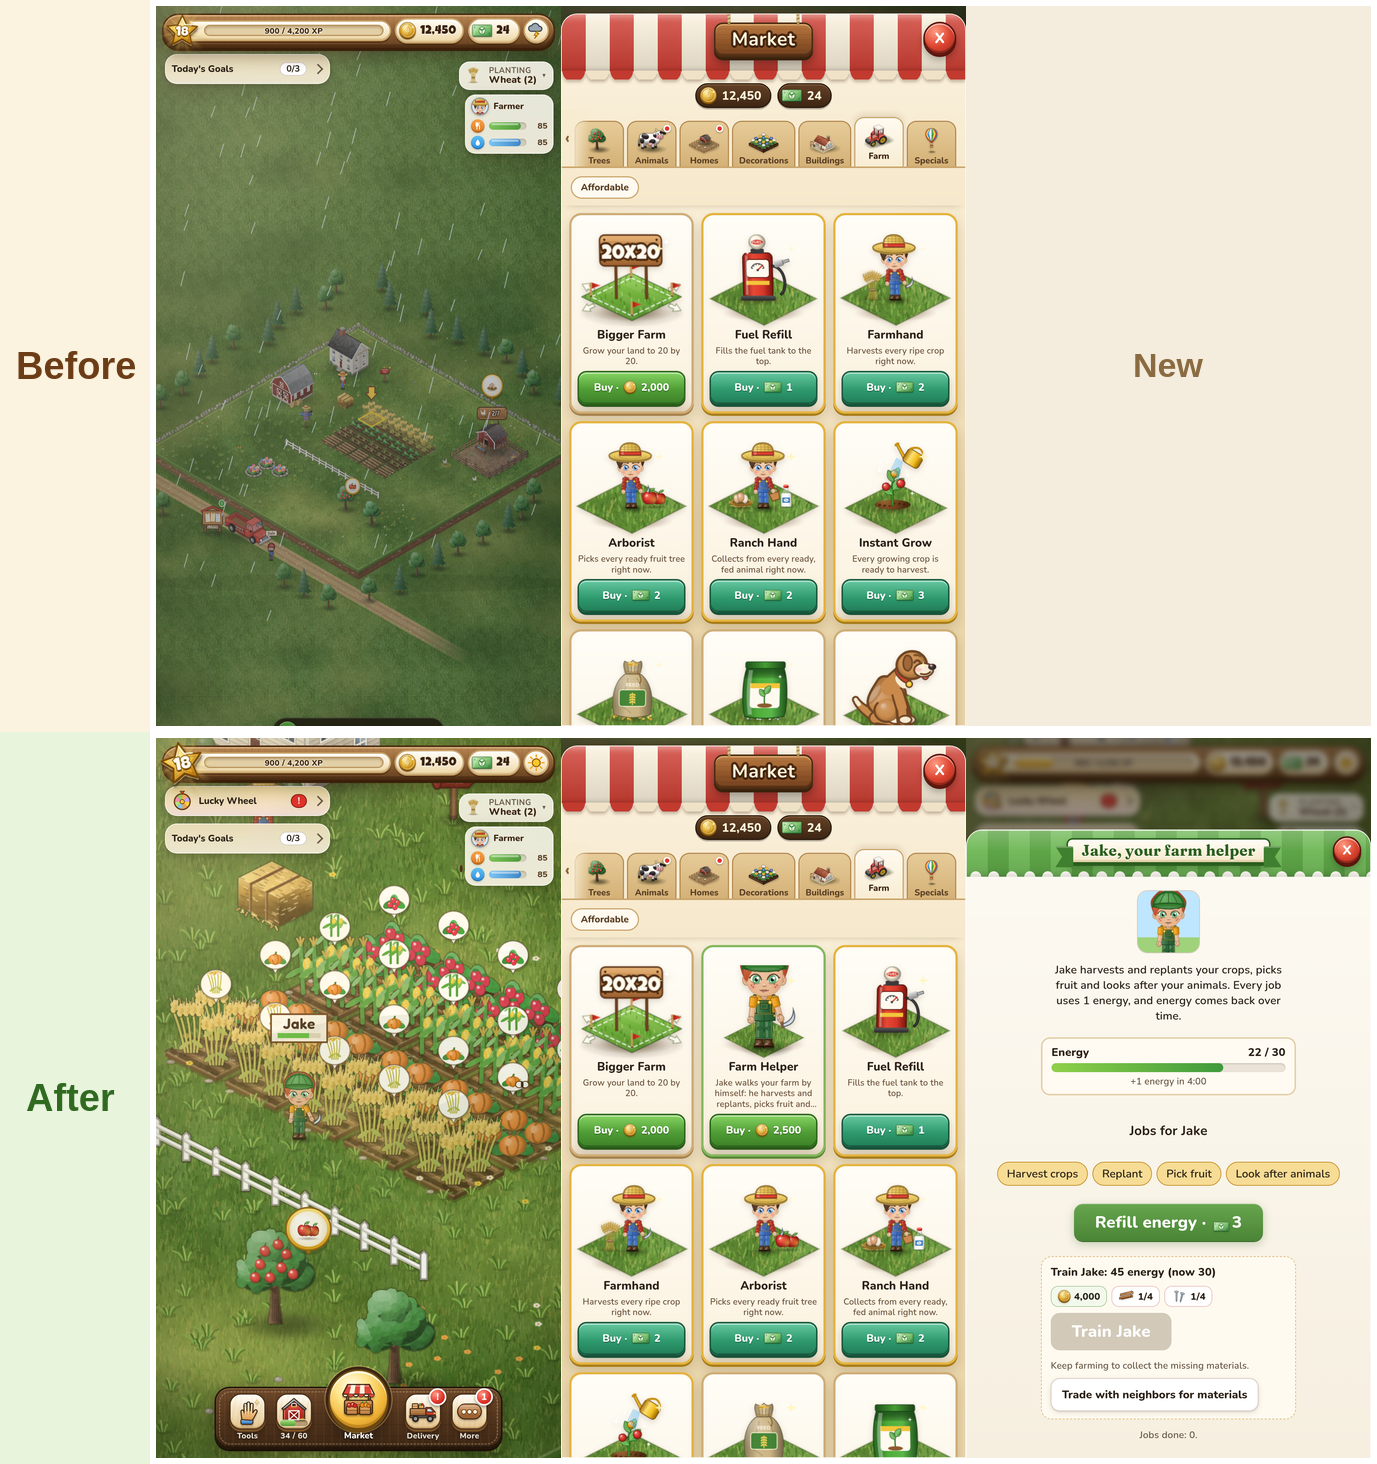 Before
18
900 / 4,200 XP
12,450
24
Today's Goals
0/3
PLANTING
Wheat (2)
Farmer
85
85
Market
X
12,450
24
Trees
Animals
Homes
Decorations
Buildings
Farm
Specials
Affordable
20X20
Bigger Farm
Grow your land to 20 by
20.
Buy · 2,000
Fuel Refill
Fills the fuel tank to the
top.
Buy · 1
Farmhand
Harvests every ripe crop
right now.
Buy · 2
Arborist
Picks every ready fruit tree
right now.
Buy · 2
Ranch Hand
Collects from every ready,
fed animal right now.
Buy · 2
Instant Grow
Every growing crop is
ready to harvest.
Buy · 3
New
After
18
900 / 4,200 XP
12,450
24
Lucky Wheel
!
Today's Goals
0/3
PLANTING
Wheat (2)
Farmer
85
85
Jake
Tools
34 / 60
Market
!
Delivery
1
More
Market
X
12,450
24
Trees
Animals
Homes
Decorations
Buildings
Farm
Specials
Affordable
20X20
Bigger Farm
Grow your land to 20 by
20.
Buy · 2,000
Farm Helper
Jake walks your farm by
himself: he harvests and
replants, picks fruit and...
Buy · 2,500
Fuel Refill
Fills the fuel tank to the
top.
Buy · 1
Farmhand
Harvests every ripe crop
right now.
Buy · 2
Arborist
Picks every ready fruit tree
right now.
Buy · 2
Ranch Hand
Collects from every ready,
fed animal right now.
Buy · 2
Jake, your farm helper
X
Jake harvests and replants your crops, picks
fruit and looks after your animals. Every job
uses 1 energy, and energy comes back over
time.
Energy
22 / 30
+1 energy in 4:00
Jobs for Jake
Harvest crops
Replant
Pick fruit
Look after animals
Refill energy · 3
Train Jake: 45 energy (now 30)
4,000
1/4
1/4
Train Jake
Keep farming to collect the missing materials.
Trade with neighbors for materials
Jobs done: 0.